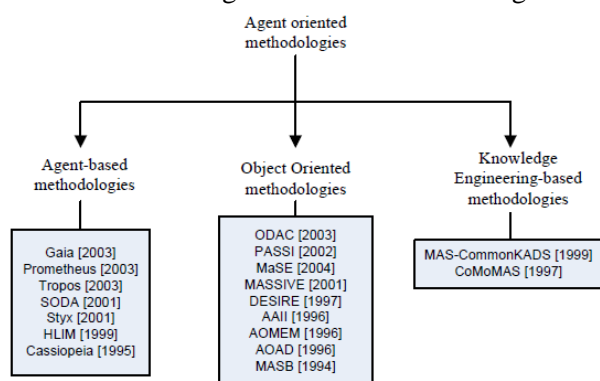 Agent oriented
methodologies
Agent-based
methodologies
Gaia [2003]
Prometheus [2003]
Tropos [2003]
SODA [2001]
Styx [2001]
HLIM [1999]
Cassiopeia [1995]
Object Oriented
methodologies
ODAC [2003]
PASSI [2002]
MaSE [2004]
MASSIVE [2001]
DESIRE [1997]
AAII [1996]
AOMEM [1996]
AOAD [1996]
MASB [1994]
Knowledge
Engineering-based
methodologies
MAS-CommonKADS [1999]
CoMoMAS [1997]